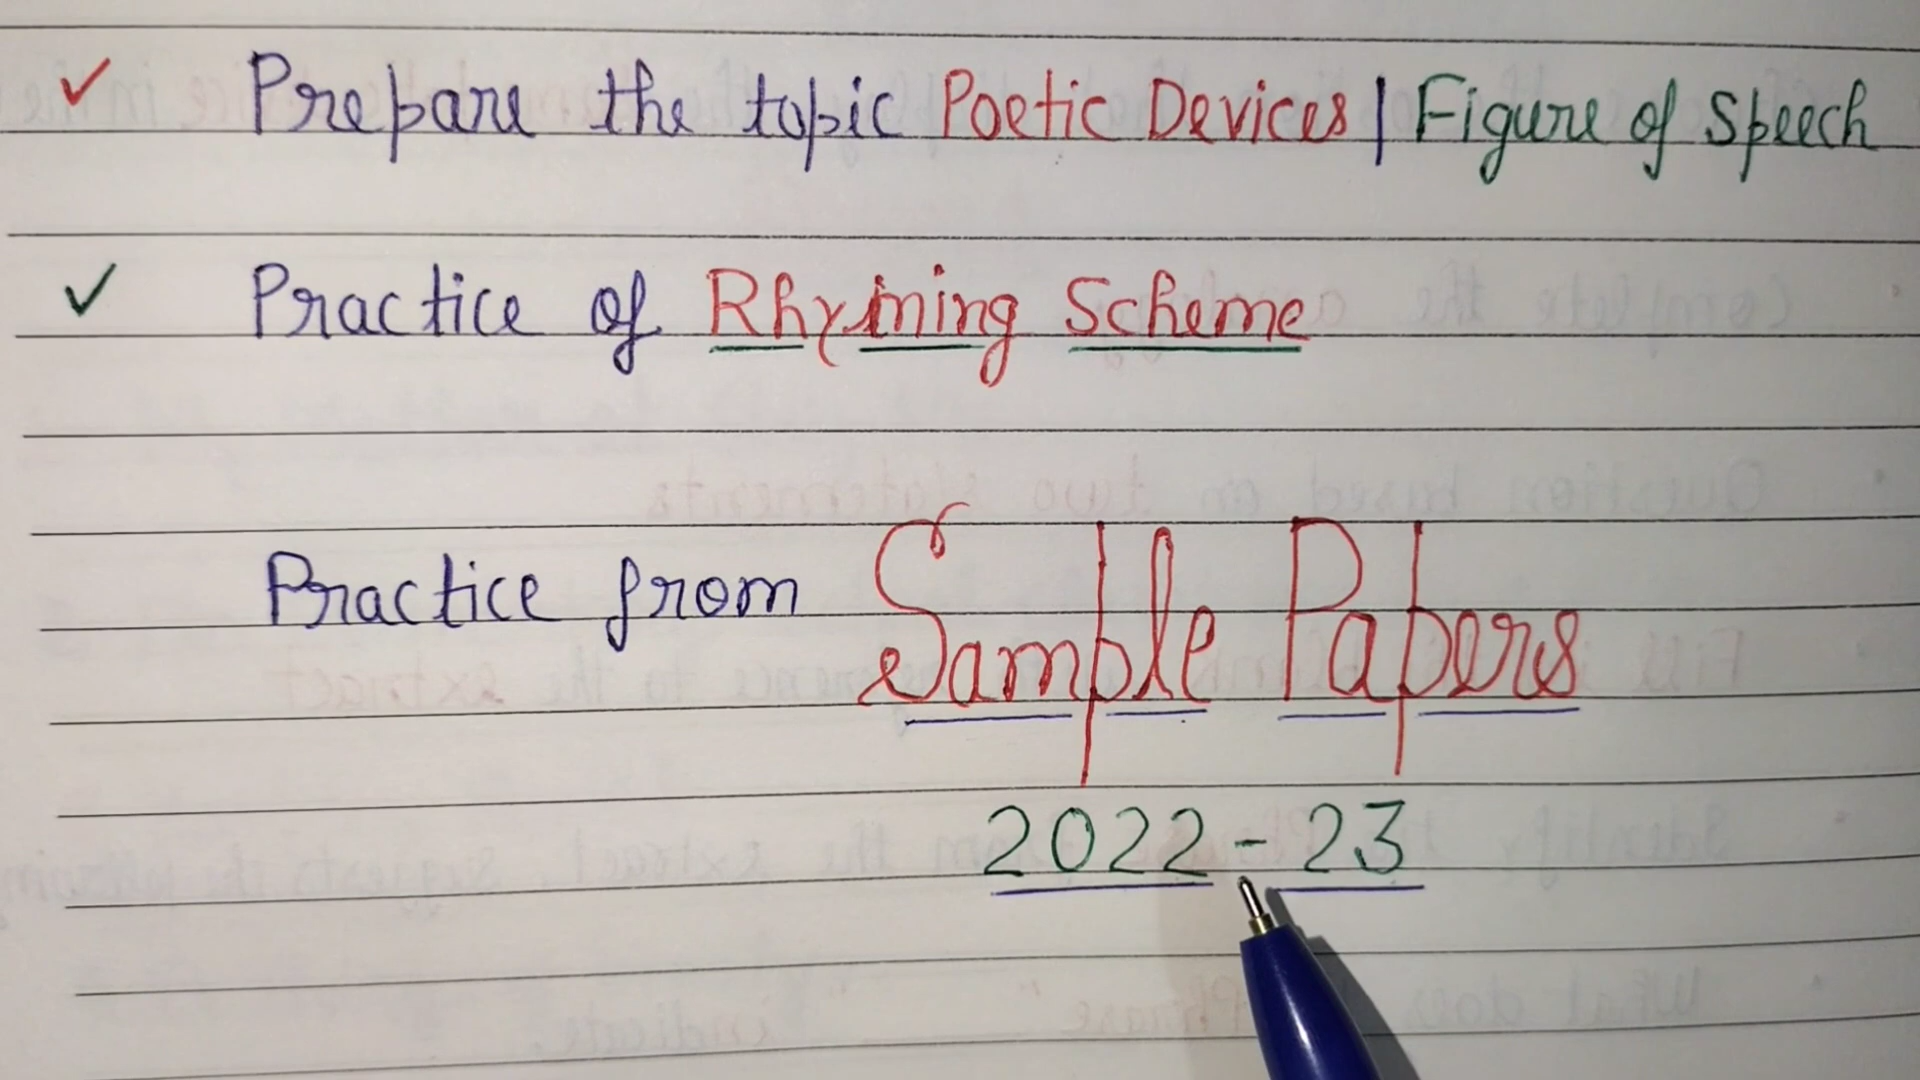 ✓ Prepare the topic Poetic Devices | Figure of Speech
✓ Practice of Rhyming Scheme
Practice from Sample Papers
2022-23